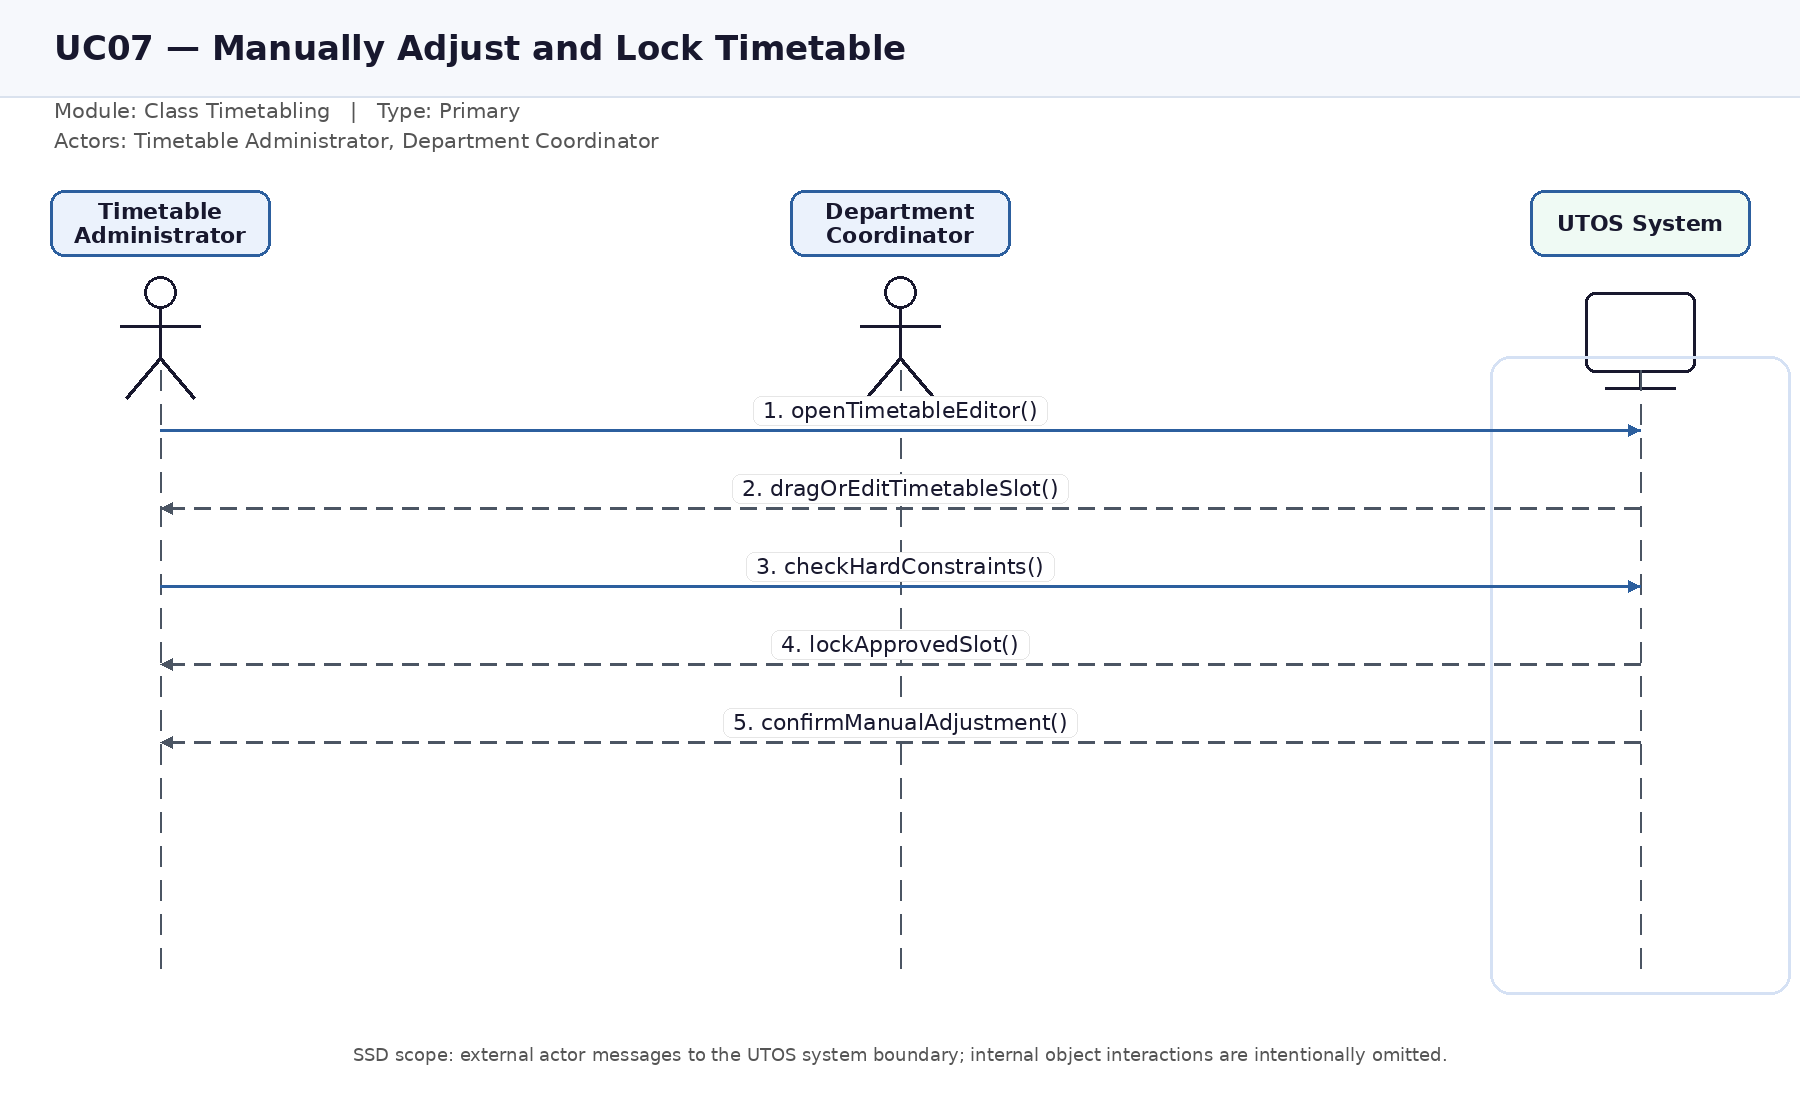 UC07 — Manually Adjust and Lock Timetable
Module: Class Timetabling | Type: Primary
Actors: Timetable Administrator, Department Coordinator
Timetable
Administrator
Department
Coordinator
UTOS System
1. openTimetableEditor()
2. dragOrEditTimetableSlot()
3. checkHardConstraints()
4. lockApprovedSlot()
5. confirmManualAdjustment()
SSD scope: external actor messages to the UTOS system boundary; internal object interactions are intentionally omitted.